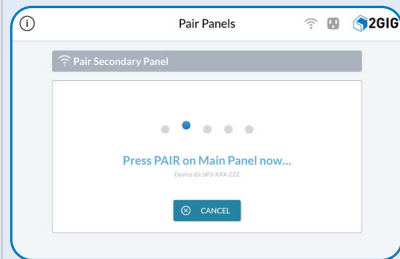 Pair Panels
2GIG
Pair Secondary Panel
Press PAIR on Main Panel now...
Device ID: SP3-XXX-ZZZ
CANCEL